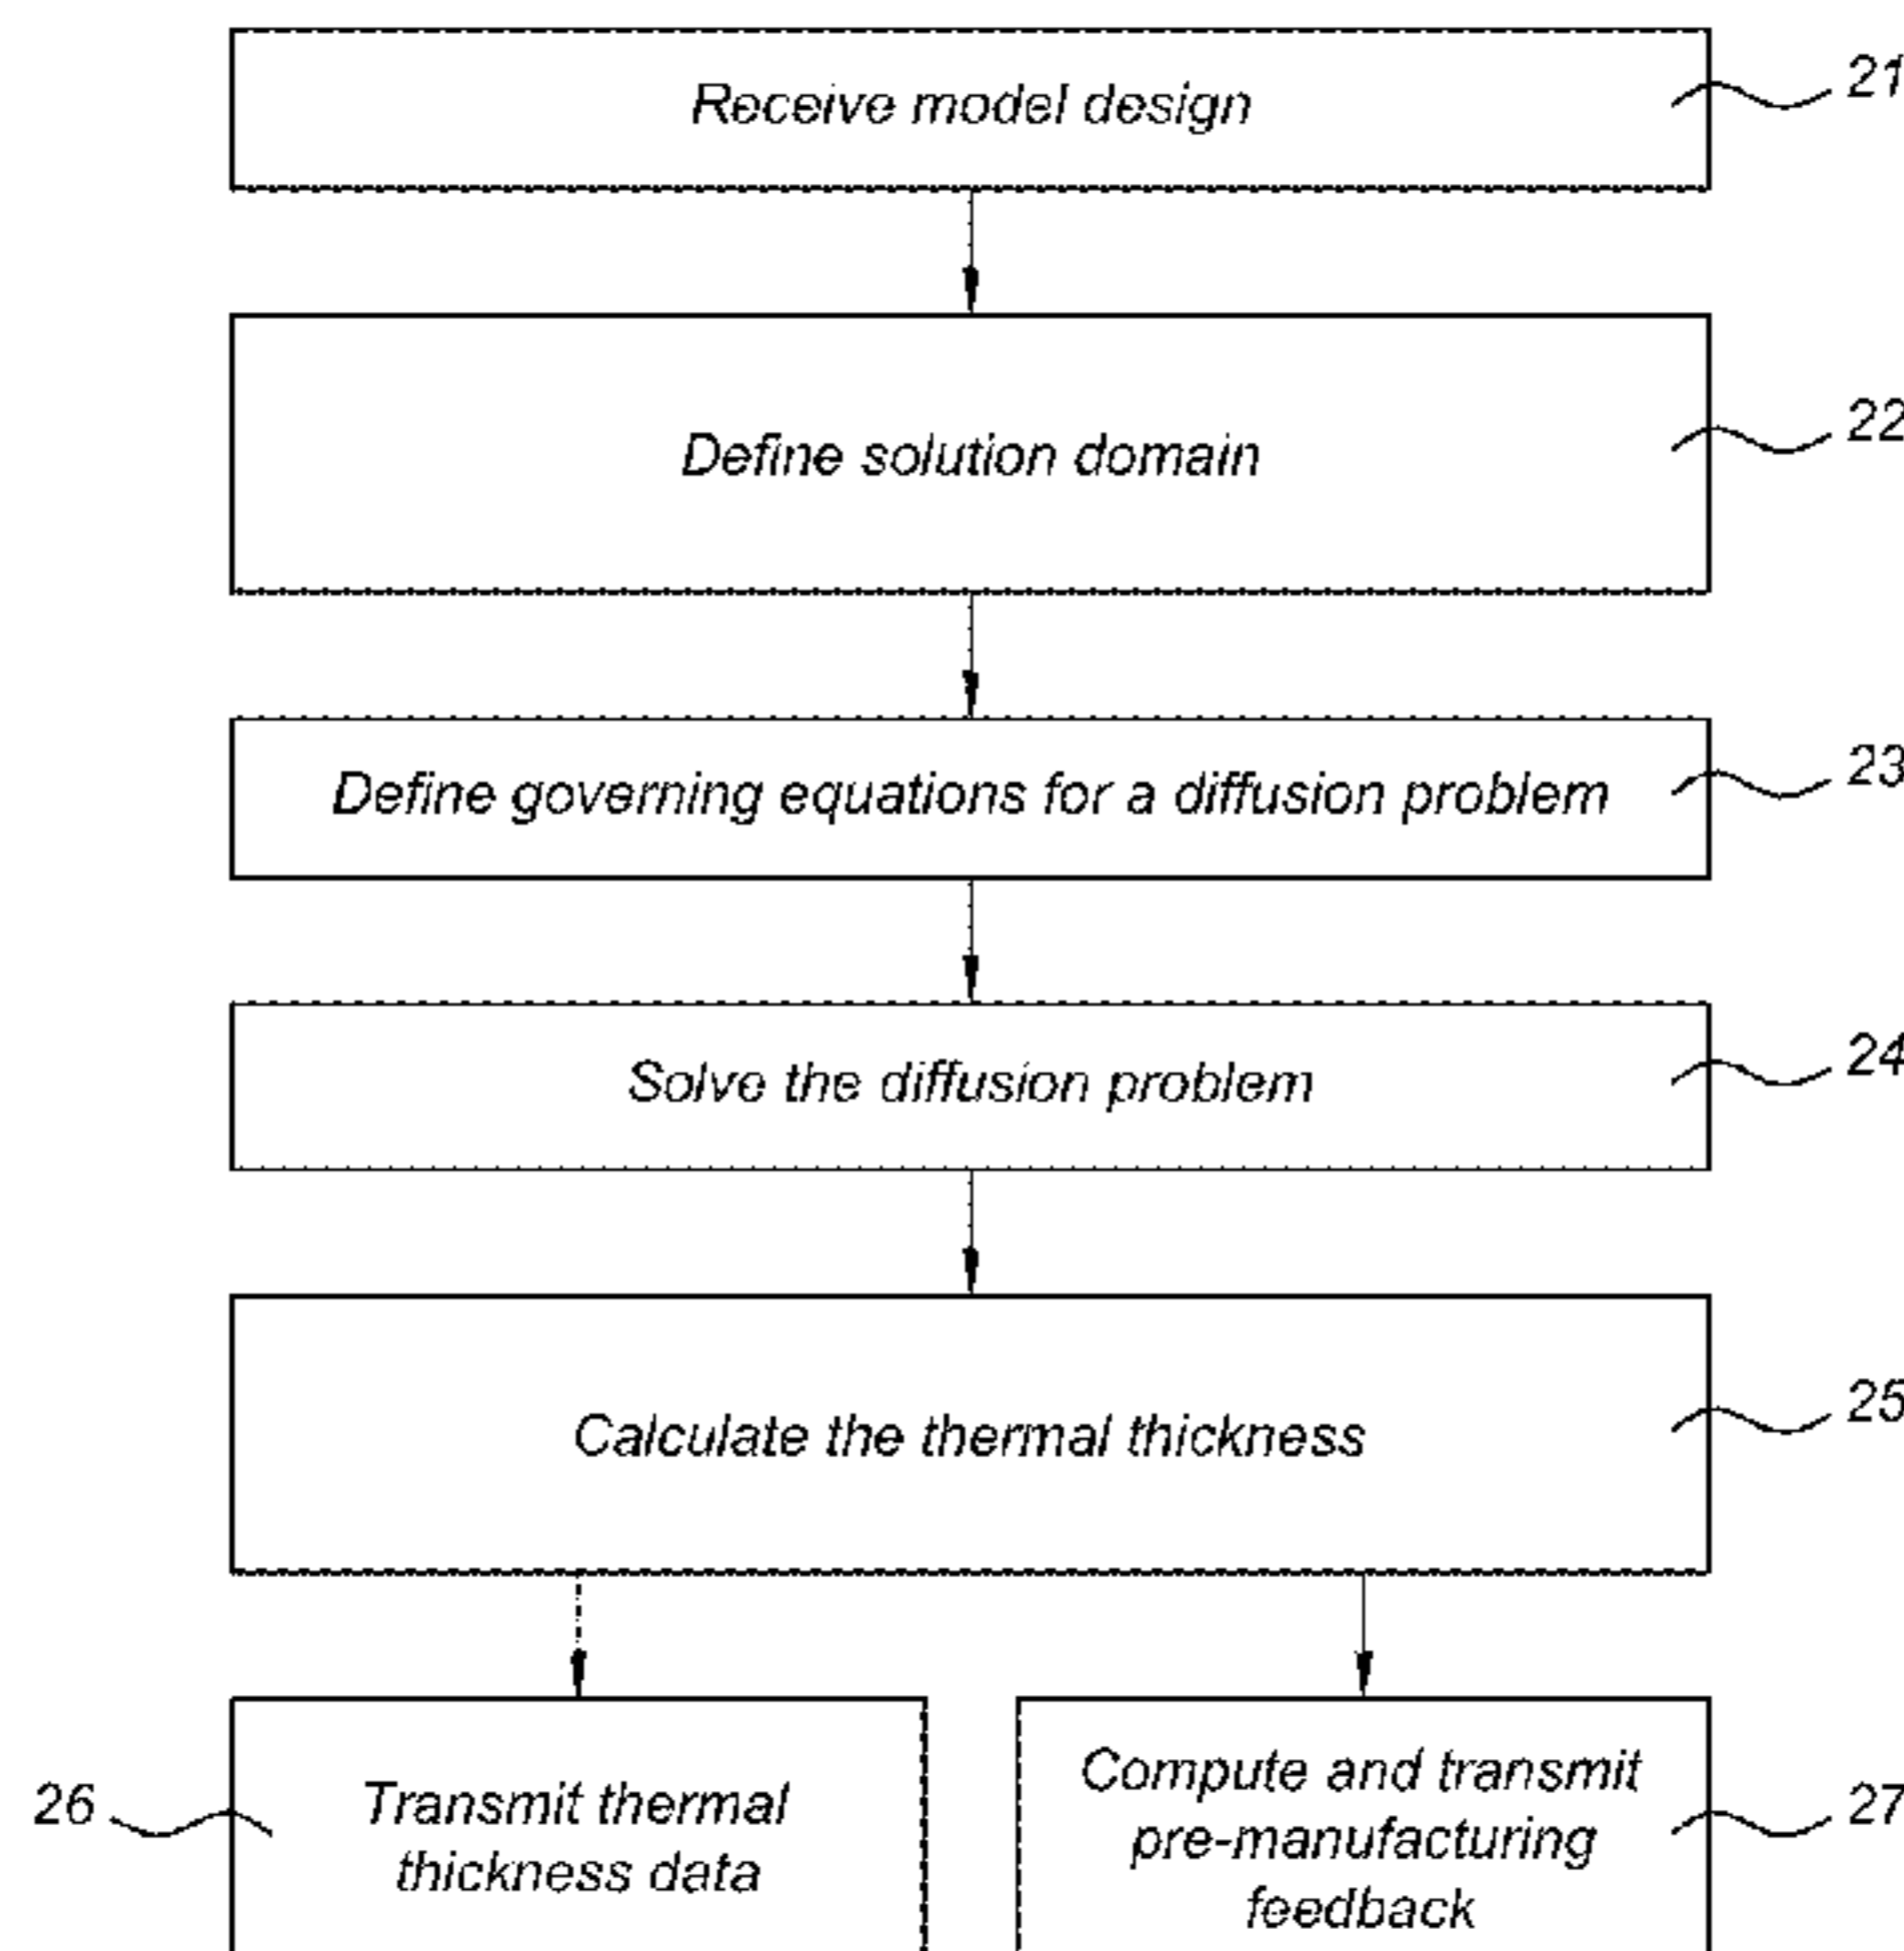 Receive model design
21
Define solution domain
22
Define governing equations for a diffusion problem
23
Solve the diffusion problem
24
Calculate the thermal thickness
25
26
Transmit thermal
thickness data
Compute and transmit
pre-manufacturing
feedback
27